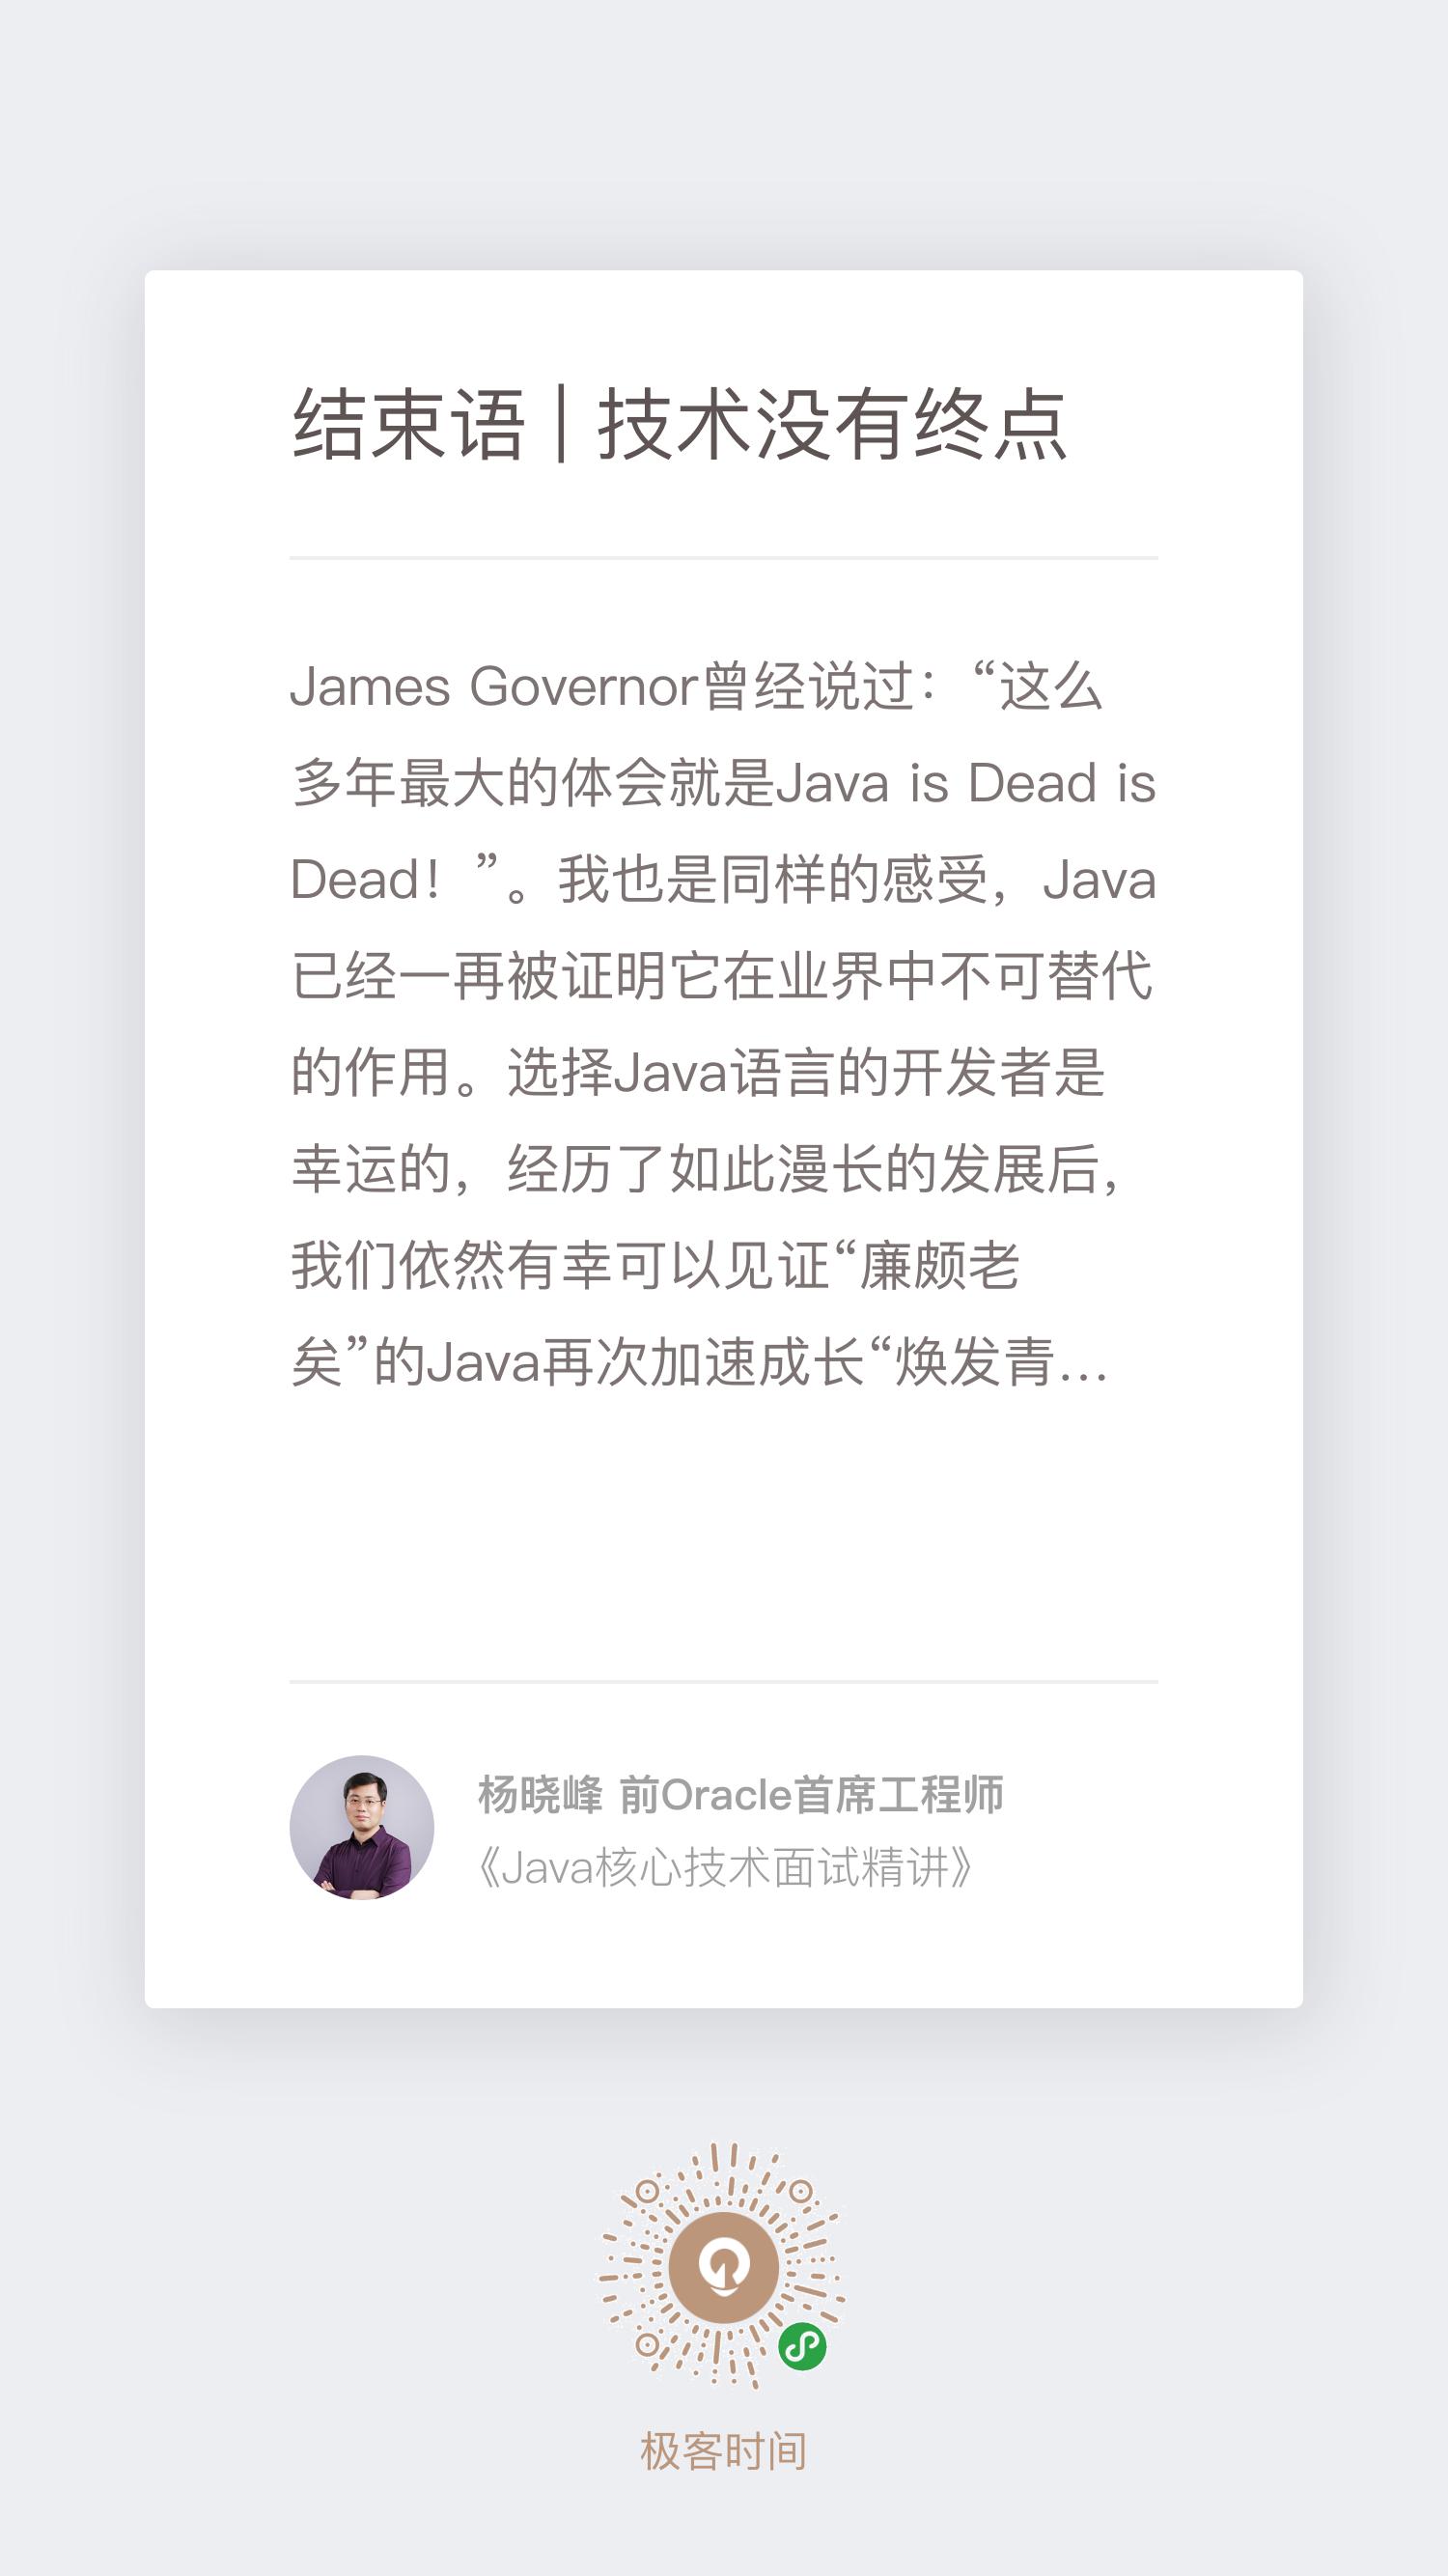 结束语 | 技术没有终点
James Governor曾经说过：“这么
多年最大的体会就是Java is Dead is
Dead！”。我也是同样的感受，Java
已经一再被证明它在业界中不可替代
的作用。选择Java语言的开发者是
幸运的，经历了如此漫长的发展后，
我们依然有幸可以见证“廉颇老
矣”的Java再次加速成长“焕发青...
杨晓峰 前Oracle首席工程师
《Java核心技术面试精讲》
极客时间